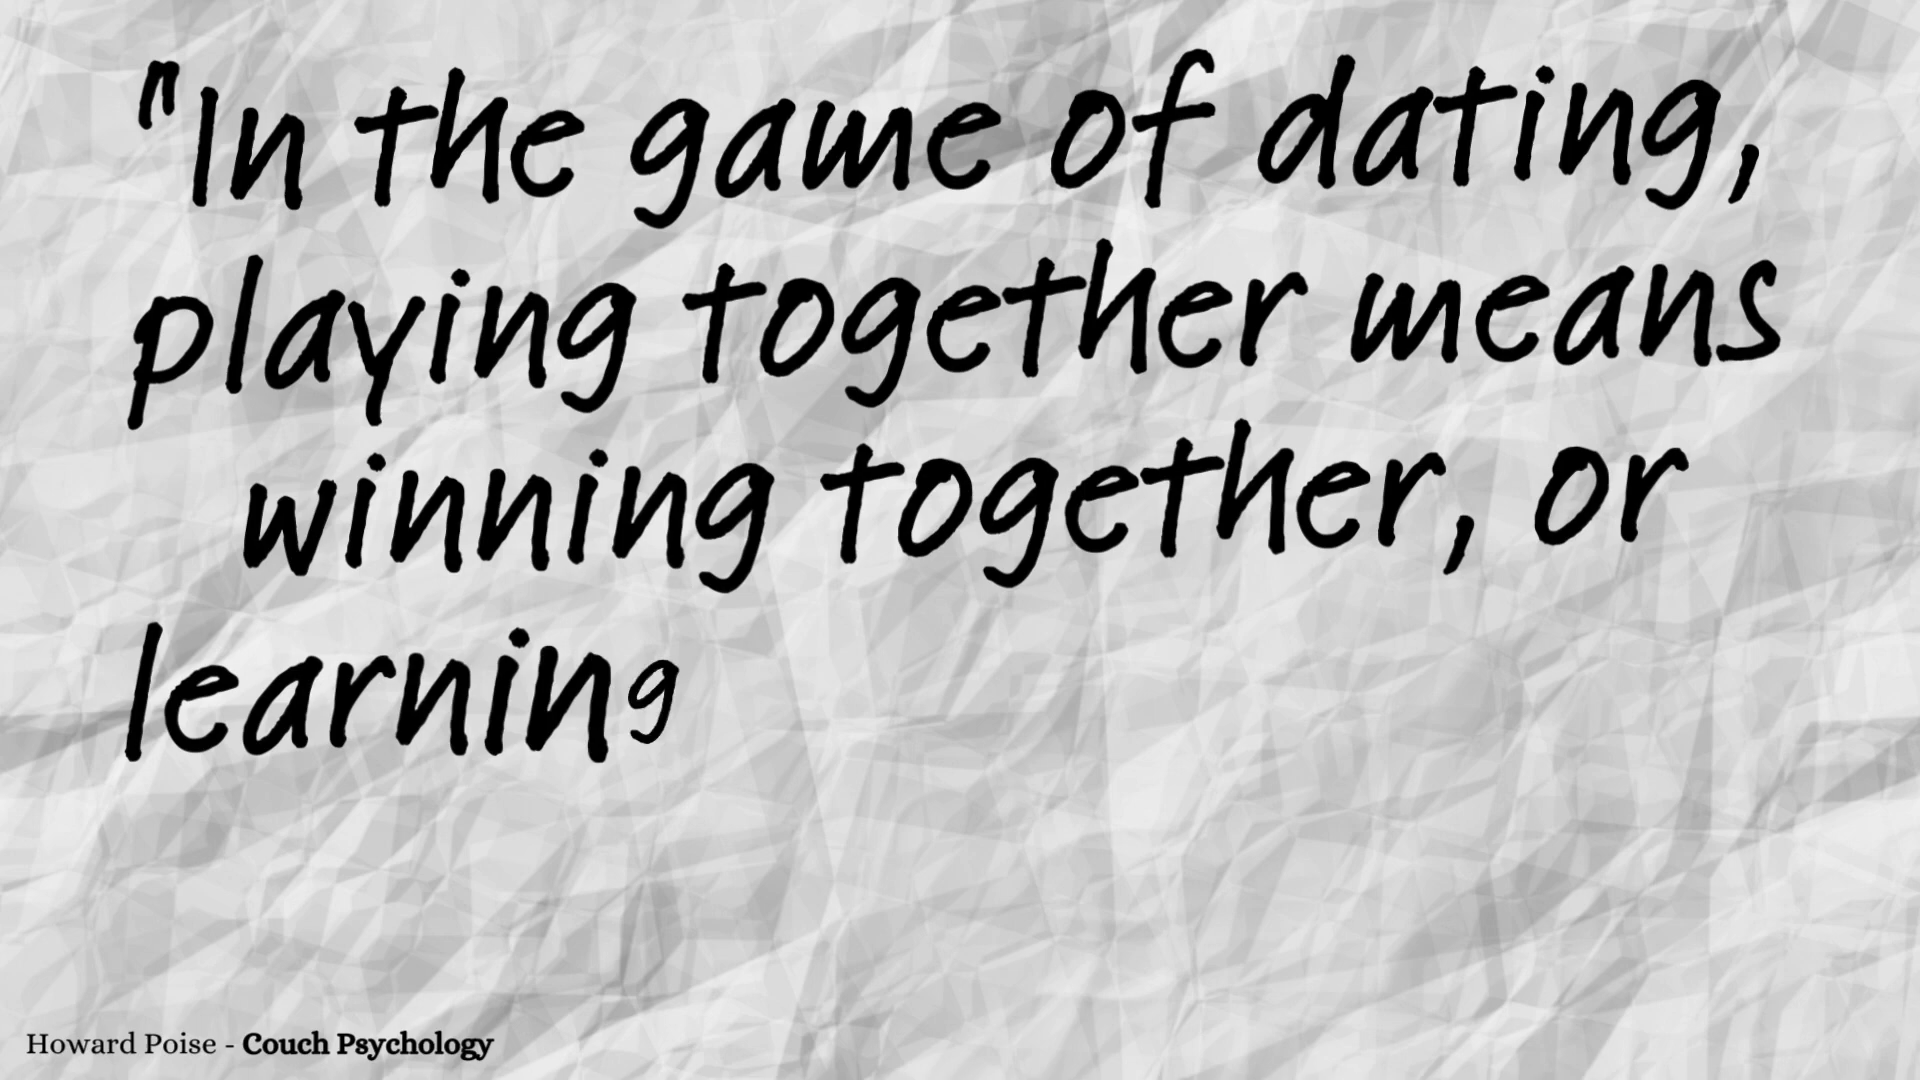 "In the game of dating,
playing together means
winning together, or
learning
Howard Poise - Couch Psychology